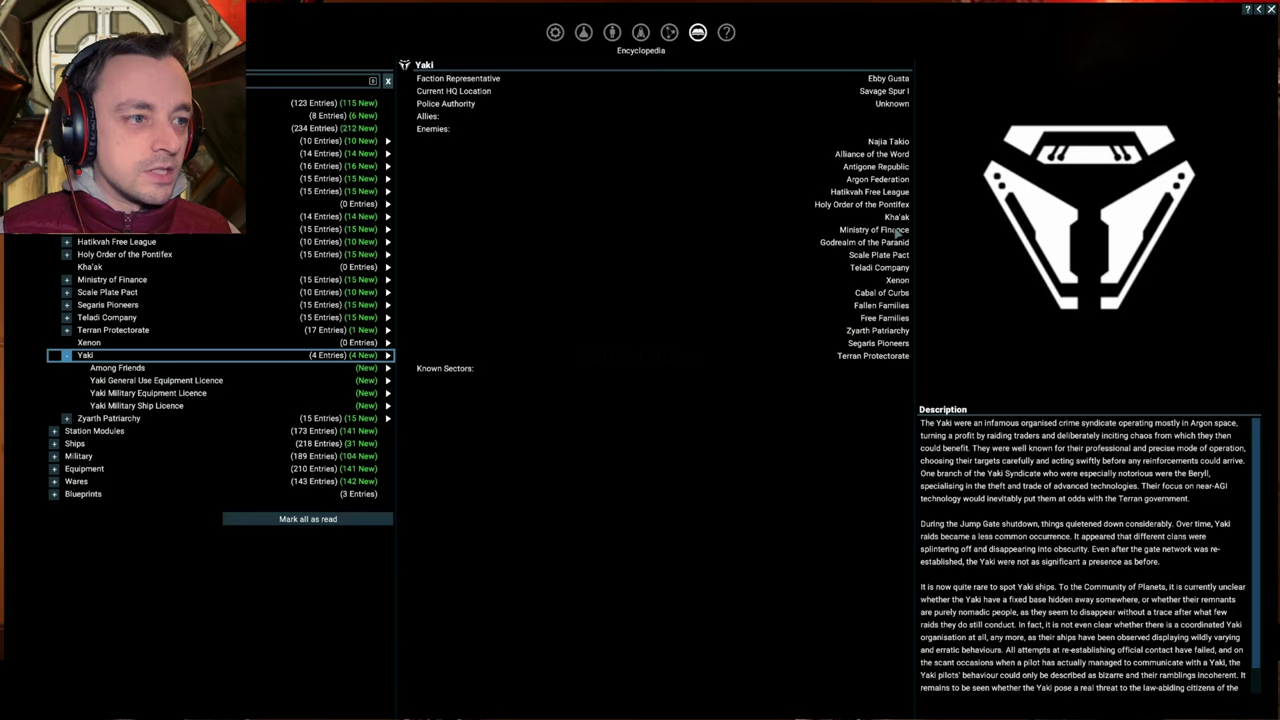 ? < X
Encyclopedia
0 X
(123 Entries) (115 New)
(8 Entries) (6 New)
(234 Entries) (212 New)
(10 Entries) (10 New)
(14 Entries) (14 New)
(16 Entries) (16 New)
(15 Entries) (15 New)
(15 Entries) (15 New)
(0 Entries)
(14 Entries) (14 New)
(15 Entries) (15 New)
+ Hatikvah Free League (10 Entries) (10 New)
+ Holy Order of the Pontifex (15 Entries) (15 New)
Kha'ak (0 Entries)
+ Ministry of Finance (15 Entries) (15 New)
+ Scale Plate Pact (10 Entries) (10 New)
+ Segaris Pioneers (15 Entries) (15 New)
+ Teladi Company (15 Entries) (15 New)
+ Terran Protectorate (17 Entries) (1 New)
Xenon (0 Entries)
- Yaki (4 Entries) (4 New)
Among Friends (New)
Yaki General Use Equipment Licence (New)
Yaki Military Equipment Licence (New)
Yaki Military Ship Licence (New)
+ Zyarth Patriarchy (15 Entries) (15 New)
+ Station Modules (173 Entries) (141 New)
+ Ships (218 Entries) (31 New)
+ Military (189 Entries) (104 New)
+ Equipment (210 Entries) (141 New)
+ Wares (143 Entries) (142 New)
+ Blueprints (3 Entries)
Mark all as read
Yaki
Faction Representative Ebby Gusta
Current HQ Location Savage Spur I
Police Authority Unknown
Allies:
Enemies:
Najia Takio
Alliance of the Word
Antigone Republic
Argon Federation
Hatikvah Free League
Holy Order of the Pontifex
Kha'ak
Ministry of Finance
Godrealm of the Paranid
Scale Plate Pact
Teladi Company
Xenon
Cabal of Curbs
Fallen Families
Free Families
Zyarth Patriarchy
Segaris Pioneers
Terran Protectorate
Known Sectors:
Description
The Yaki were an infamous organised crime syndicate operating mostly in Argon space,
turning a profit by raiding traders and deliberately inciting chaos from which they then
could benefit. They were well known for their professional and precise mode of operation,
choosing their targets carefully and acting swiftly before any reinforcements could arrive.
One branch of the Yaki Syndicate who were especially notorious were the Beryll,
specialising in the theft and trade of advanced technologies. Their focus on near-AGI
technology would inevitably put them at odds with the Terran government.
During the Jump Gate shutdown, things quietened down considerably. Over time, Yaki
raids became a less common occurrence. It appeared that different clans were
splintering off and disappearing into obscurity. Even after the gate network was re-
established, the Yaki were not as significant a presence as before.
It is now quite rare to spot Yaki ships. To the Community of Planets, it is currently unclear
whether the Yaki have a fixed base hidden away somewhere, or whether their remnants
are purely nomadic people, as they seem to disappear without a trace after what few
raids they do still conduct. In fact, it is not even clear whether there is a coordinated Yaki
organisation at all, any more, as their ships have been observed displaying wildly varying
and erratic behaviours. All attempts at re-establishing official contact have failed, and on
the scant occasions when a pilot has actually managed to communicate with a Yaki, the
Yaki pilots' behaviour could only be described as bizarre and their ramblings incoherent. It
remains to be seen whether the Yaki pose a real threat to the law-abiding citizens of the